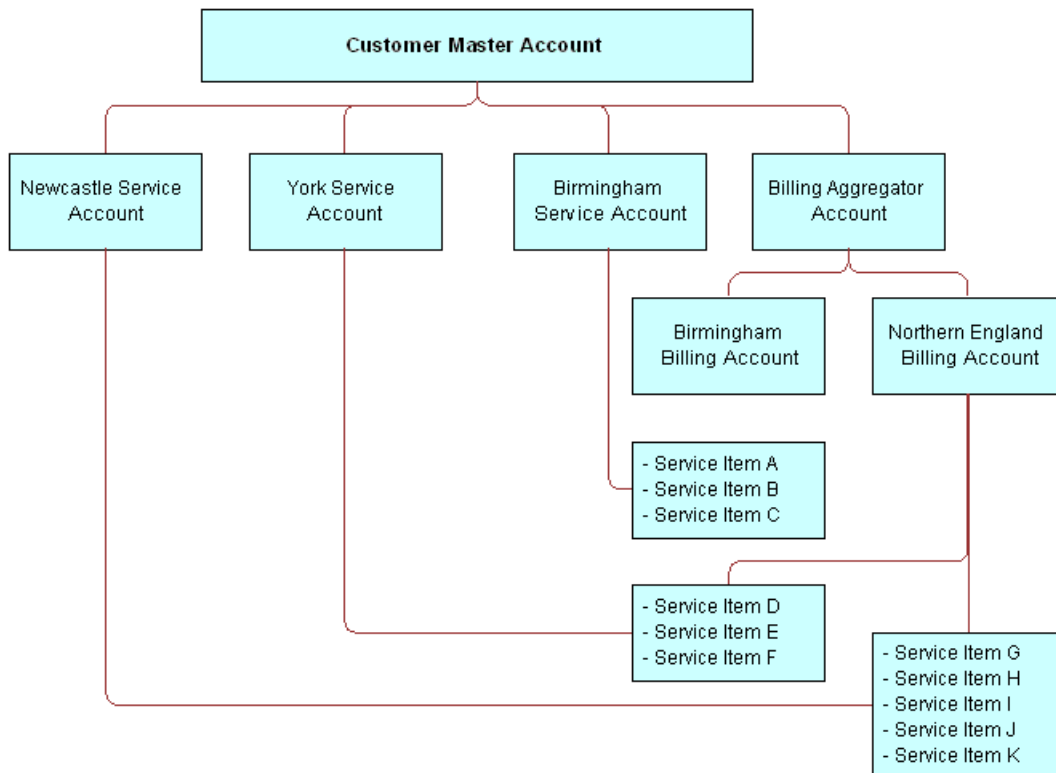 Customer Master Account
Newcastle Service
Account
York Service
Account
Birmingham
Service Account
Billing Aggregator
Account
Birmingham
Billing Account
Northern England
Billing Account
- Service Item A
- Service Item B
- Service Item C
- Service Item D
- Service Item E
- Service Item F
- Service Item G
- Service Item H
- Service Item I
- Service Item J
- Service Item K